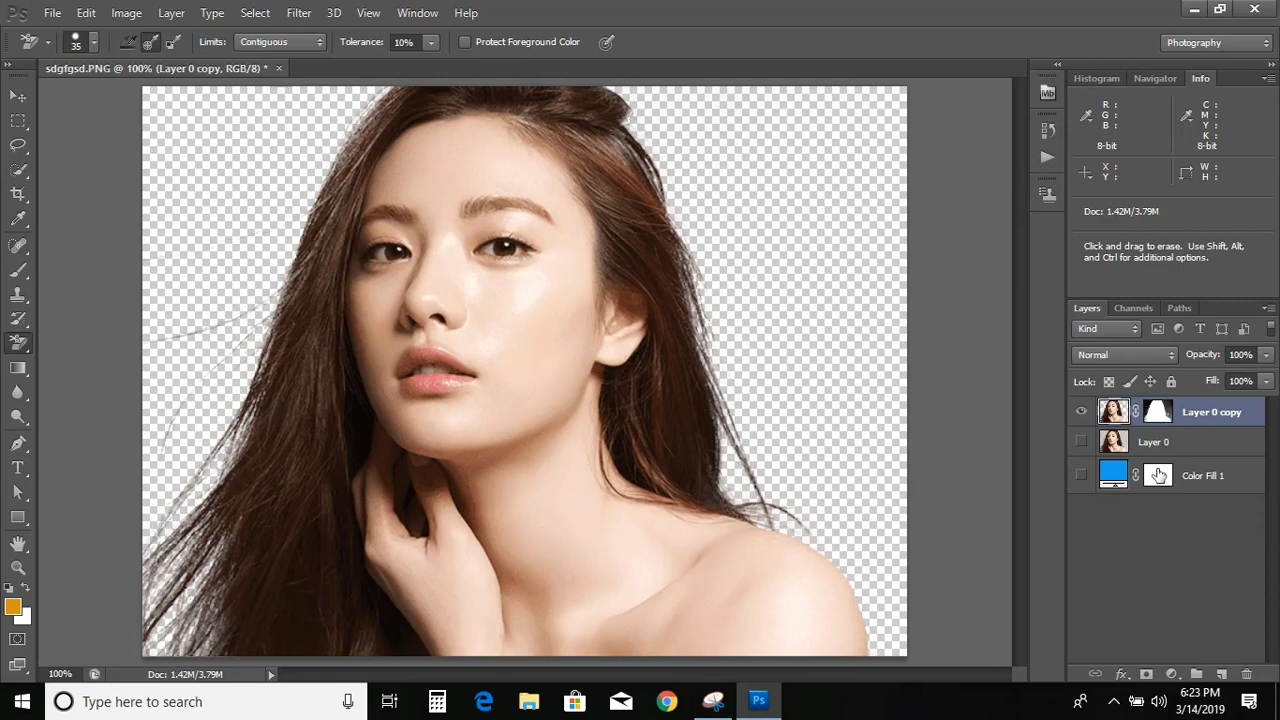 Ps File Edit Image Layer Type Select Filter 3D View Window Help
35 Limits: Contiguous Tolerance: 10% Protect Foreground Color Photography
sdgfgsd.PNG @ 100% (Layer 0 copy, RGB/8) * ×
Histogram Navigator Info
R : C :
G : M :
B : Y :
K :
8-bit 8-bit
X : W :
Y : H :
Doc: 1.42M/3.79M
Click and drag to erase. Use Shift, Alt,
and Ctrl for additional options.
Layers Channels Paths
Kind
Normal Opacity: 100%
Lock: Fill: 100%
Layer 0 copy
Layer 0
Color Fill 1
Mb
T
fx
100% Doc: 1.42M/3.79M
Type here to search
Ps
6:23 PM
3/14/2019